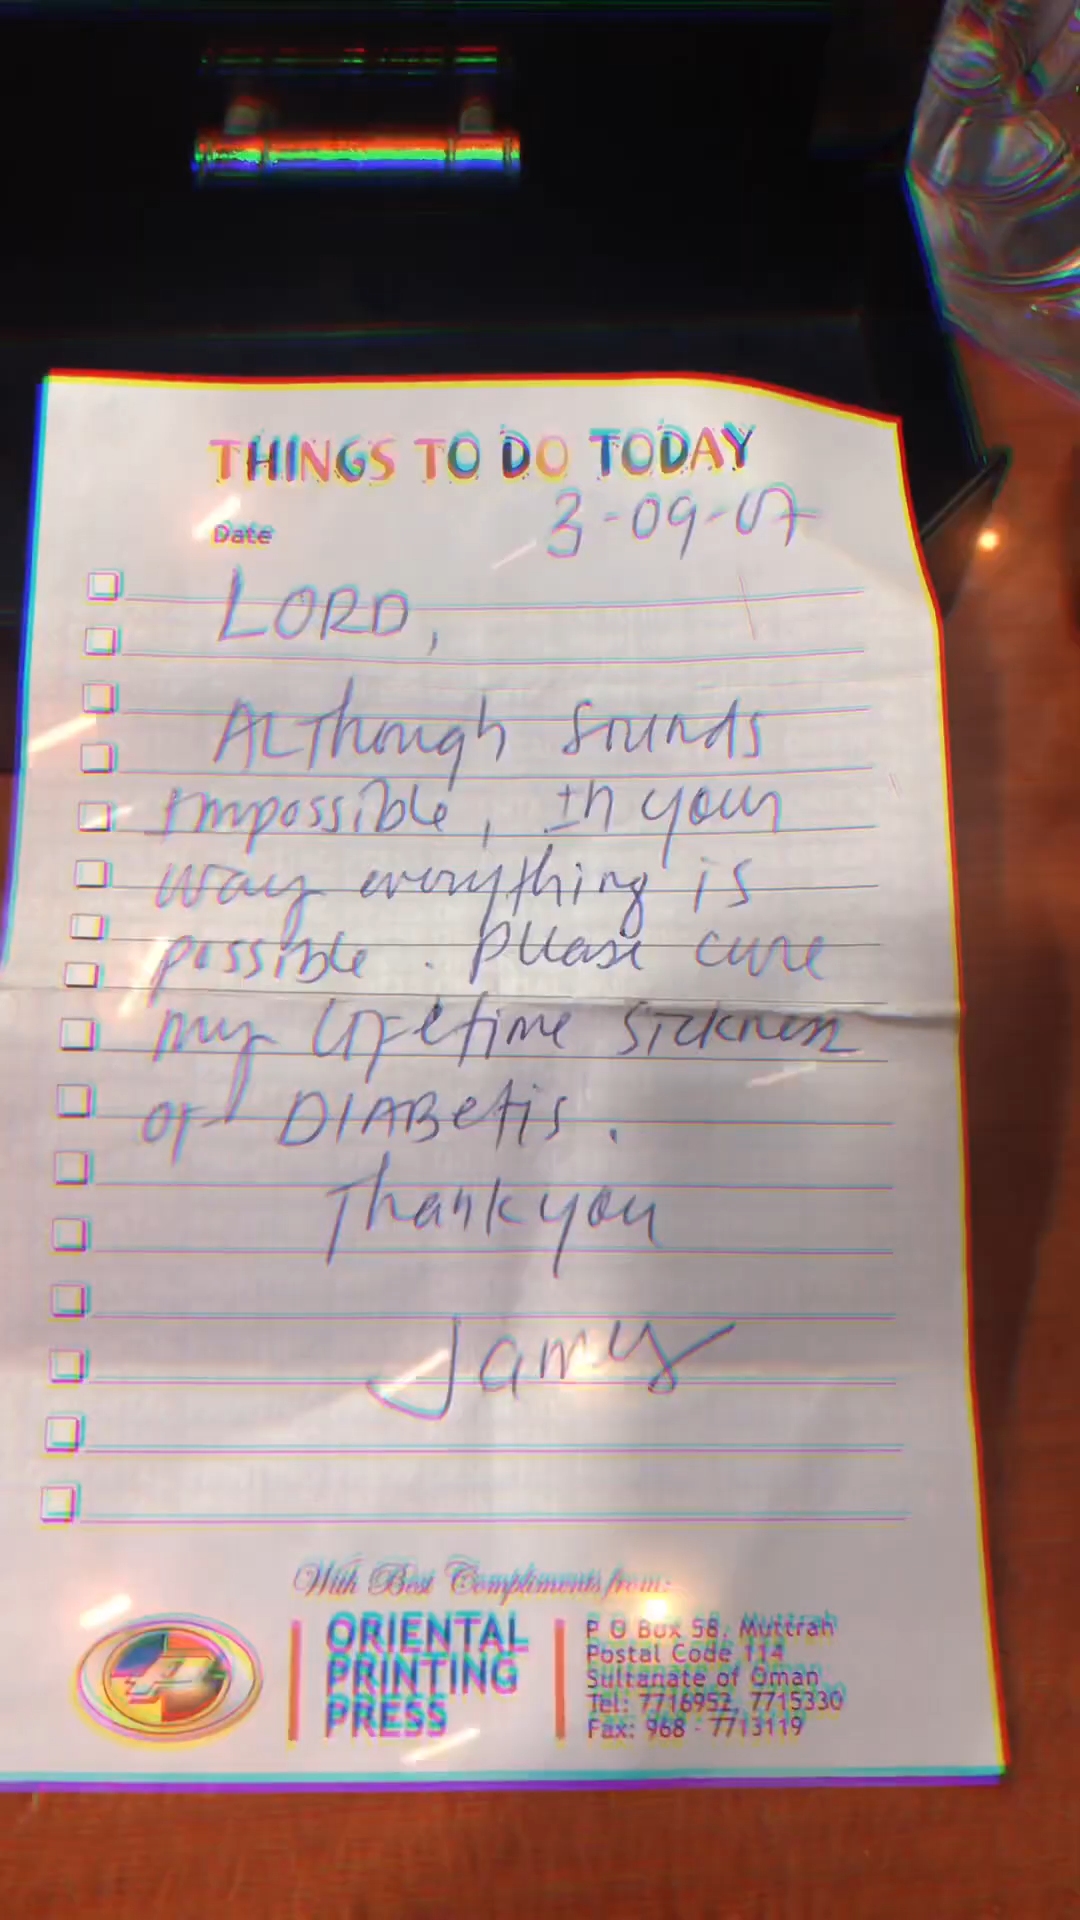 THINGS TO DO TODAY
Date 3-09-07
LORD,
ALthough sounds
Impossible, In your
way everything is
possible. please cure
my Lifetime sickness
of DIABetis.
Thank you
Jamy
With Best Compliments from:
ORIENTAL
PRINTING
PRESS
P O Box 58, Muttrah
Postal Code 114
Sultanate of Oman
Tel: 7716952, 7715330
Fax: 968 - 7713119